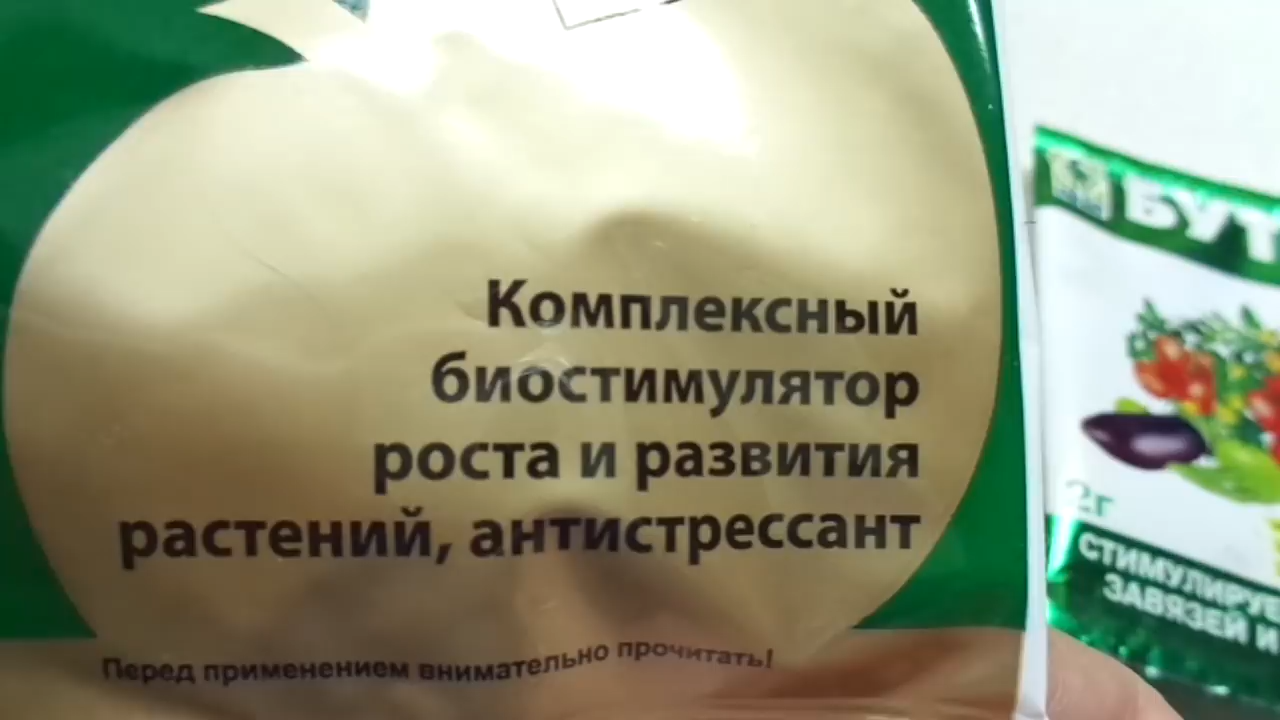 Комплексный
биостимулятор
роста и развития
растений, антистрессант
Перед применением внимательно прочитать!
БУТ
2г
СТИМУЛИРУЕ
ЗАВЯЗЕЙ И